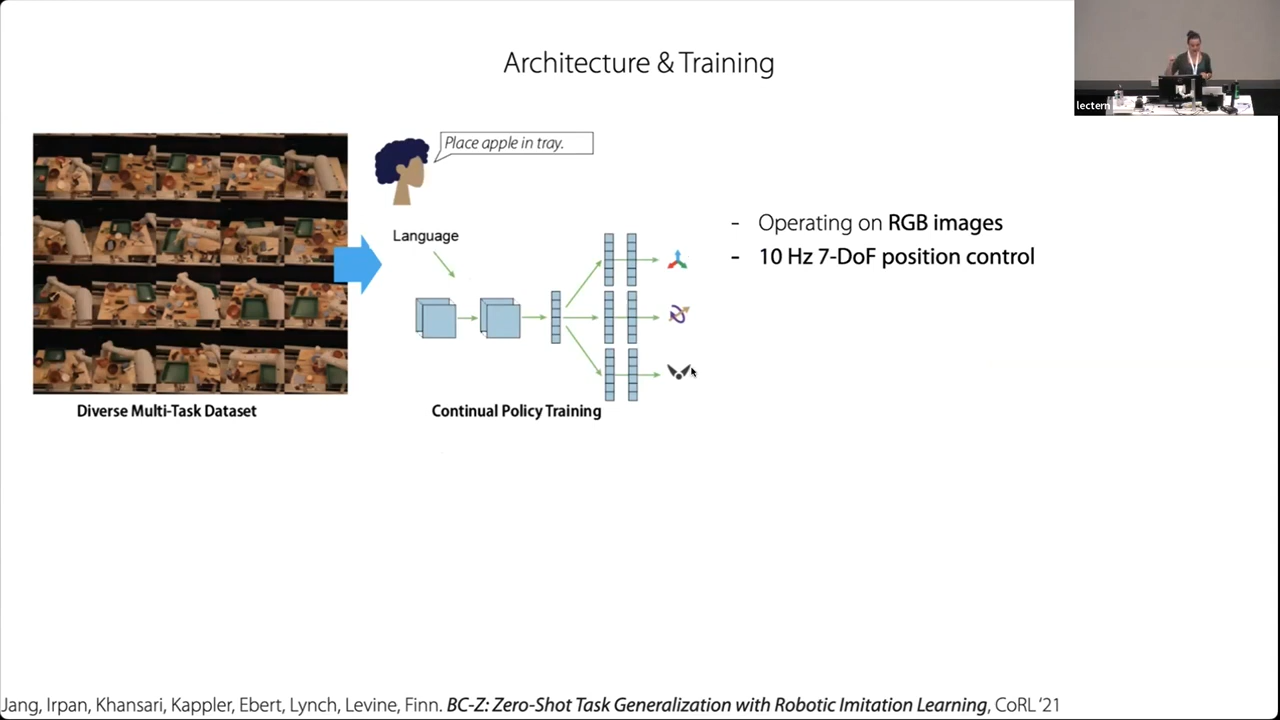 Architecture & Training
lectern
Place apple in tray.
Language
- Operating on RGB images
- 10 Hz 7-DoF position control
Diverse Multi-Task Dataset
Continual Policy Training
Jang, Irpan, Khansari, Kappler, Ebert, Lynch, Levine, Finn. BC-Z: Zero-Shot Task Generalization with Robotic Imitation Learning, CoRL ‘21